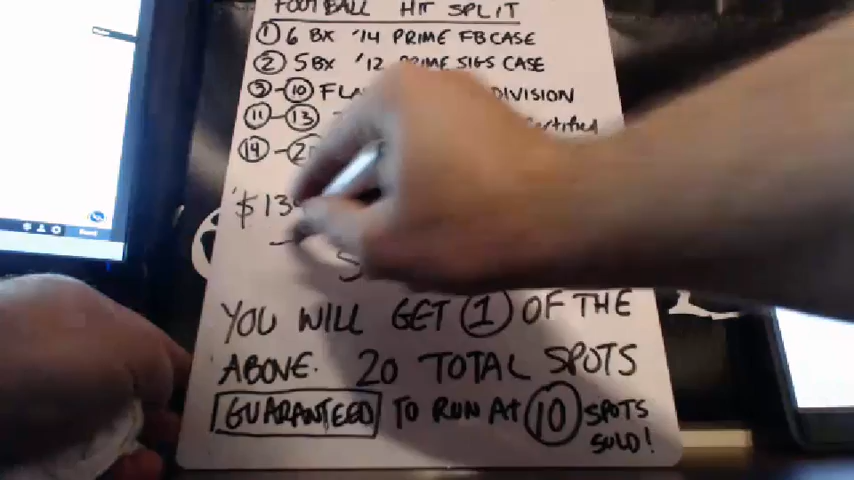 FOOTBALL HIT SPLIT
① 6 BX '14 PRIME FB CASE
② 5 BX '12 PRIME SIGS CASE
③-⑩ DIVISION
⑪-⑬ Certified
⑭-
$13
YOU WILL GET ① OF THE
ABOVE. 20 TOTAL SPOTS
GUARANTEED TO RUN AT ⑩ SPOTS
SOLD!